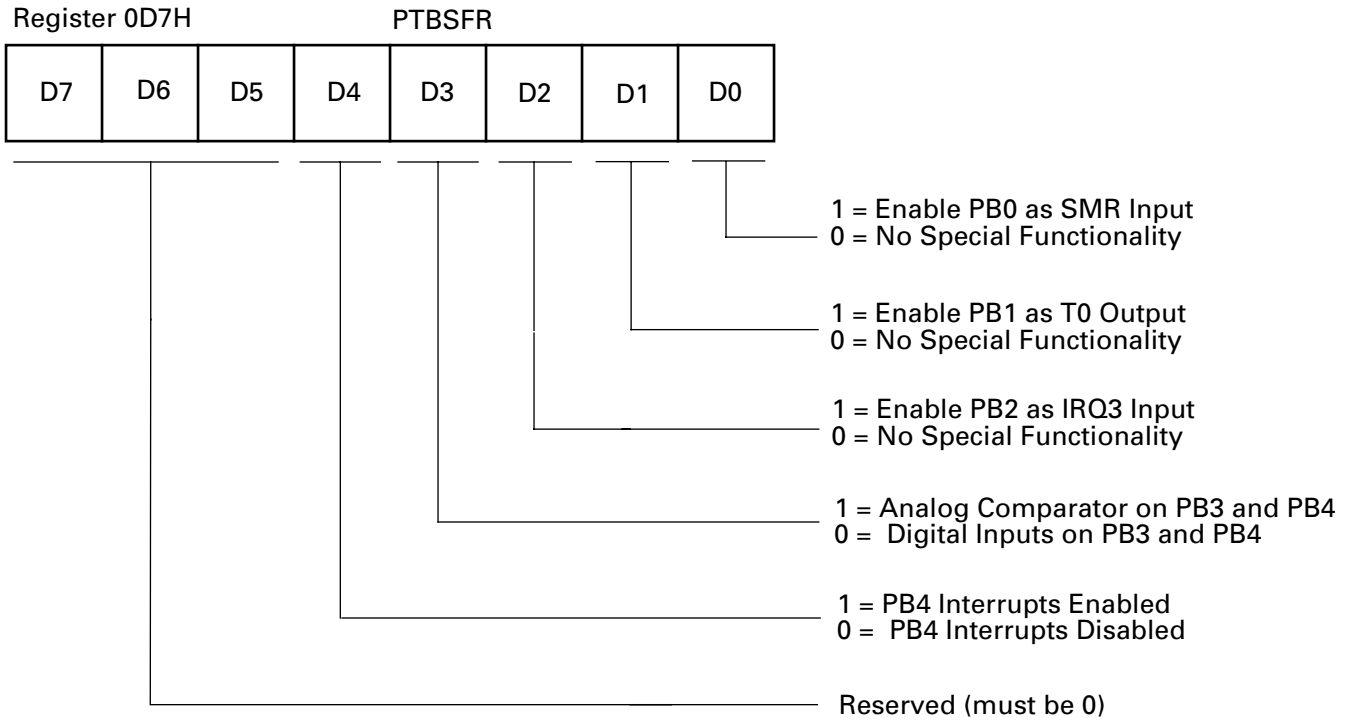 Register 0D7H PTBSFR
D7 D6 D5 D4 D3 D2 D1 D0
1 = Enable PB0 as SMR Input
0 = No Special Functionality
1 = Enable PB1 as T0 Output
0 = No Special Functionality
1 = Enable PB2 as IRQ3 Input
0 = No Special Functionality
1 = Analog Comparator on PB3 and PB4
0 = Digital Inputs on PB3 and PB4
1 = PB4 Interrupts Enabled
0 = PB4 Interrupts Disabled
Reserved (must be 0)